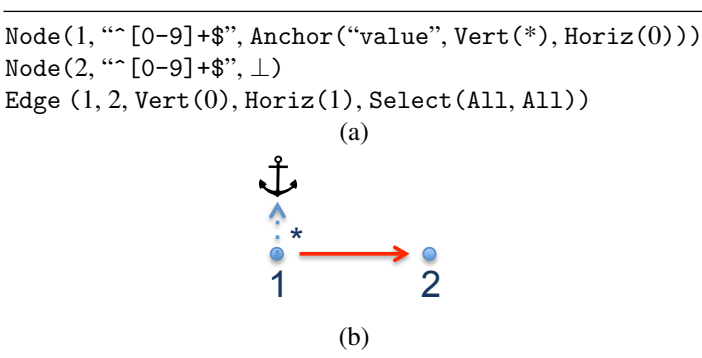 Node(1, “^[0-9]+$”, Anchor(“value”, Vert(*), Horiz(0)))
Node(2, “^[0-9]+$”, ⊥)
Edge (1, 2, Vert(0), Horiz(1), Select(All, All))
(a)
*
1 2
(b)